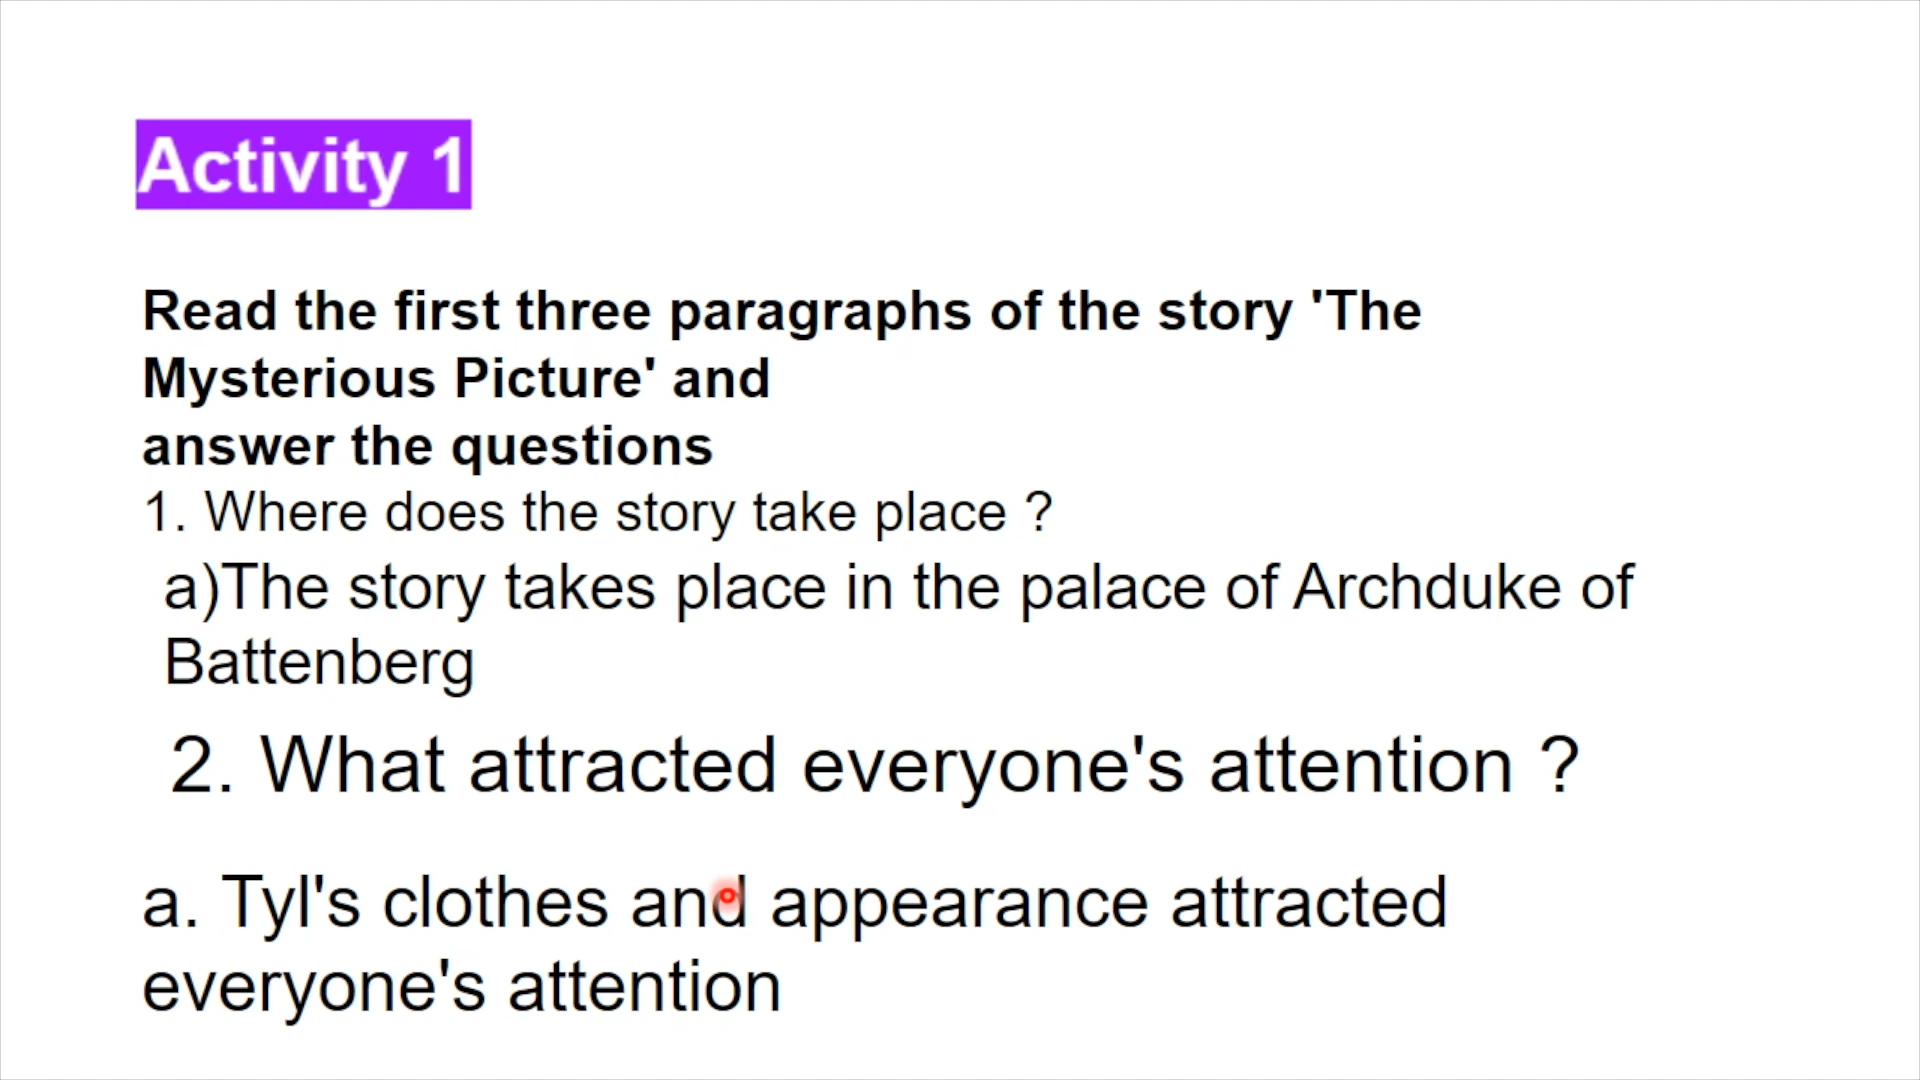 Activity 1
Read the first three paragraphs of the story 'The
Mysterious Picture' and
answer the questions
1. Where does the story take place ?
a)The story takes place in the palace of Archduke of
Battenberg
2. What attracted everyone's attention ?
a. Tyl's clothes and appearance attracted
everyone's attention